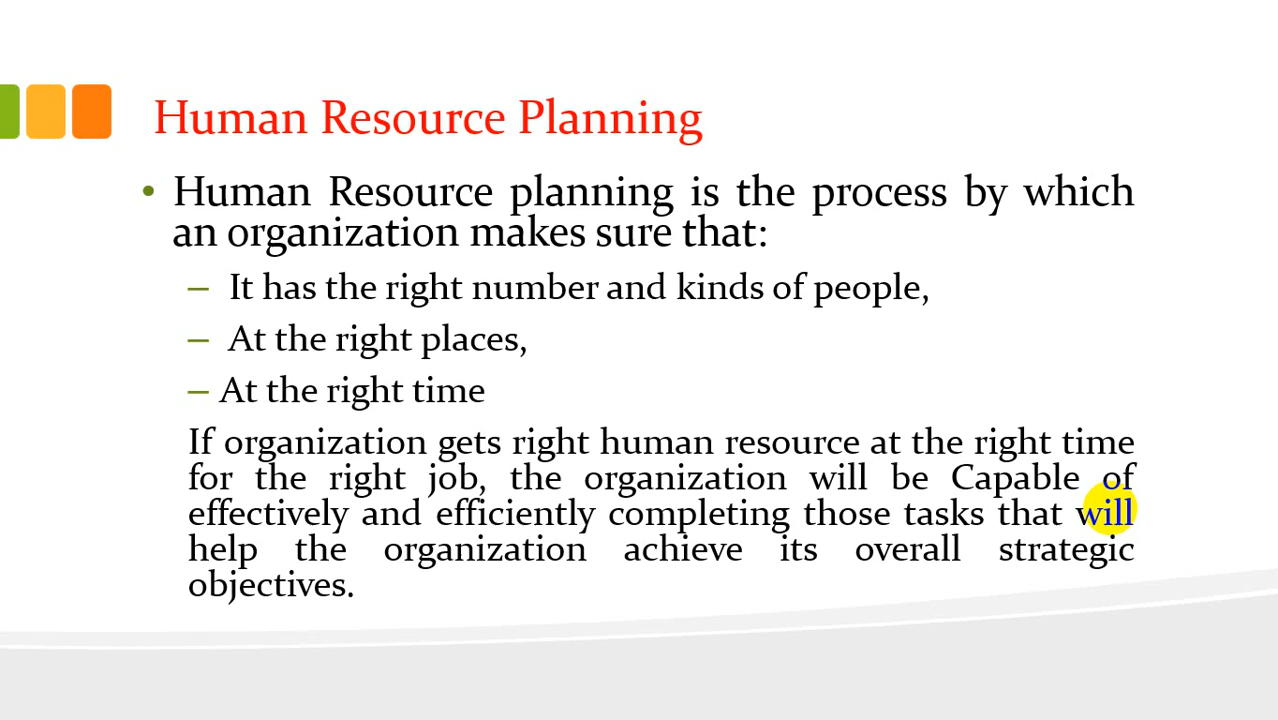 Human Resource Planning
• Human Resource planning is the process by which
an organization makes sure that:
– It has the right number and kinds of people,
– At the right places,
– At the right time
If organization gets right human resource at the right time
for the right job, the organization will be Capable of
effectively and efficiently completing those tasks that will
help the organization achieve its overall strategic
objectives.